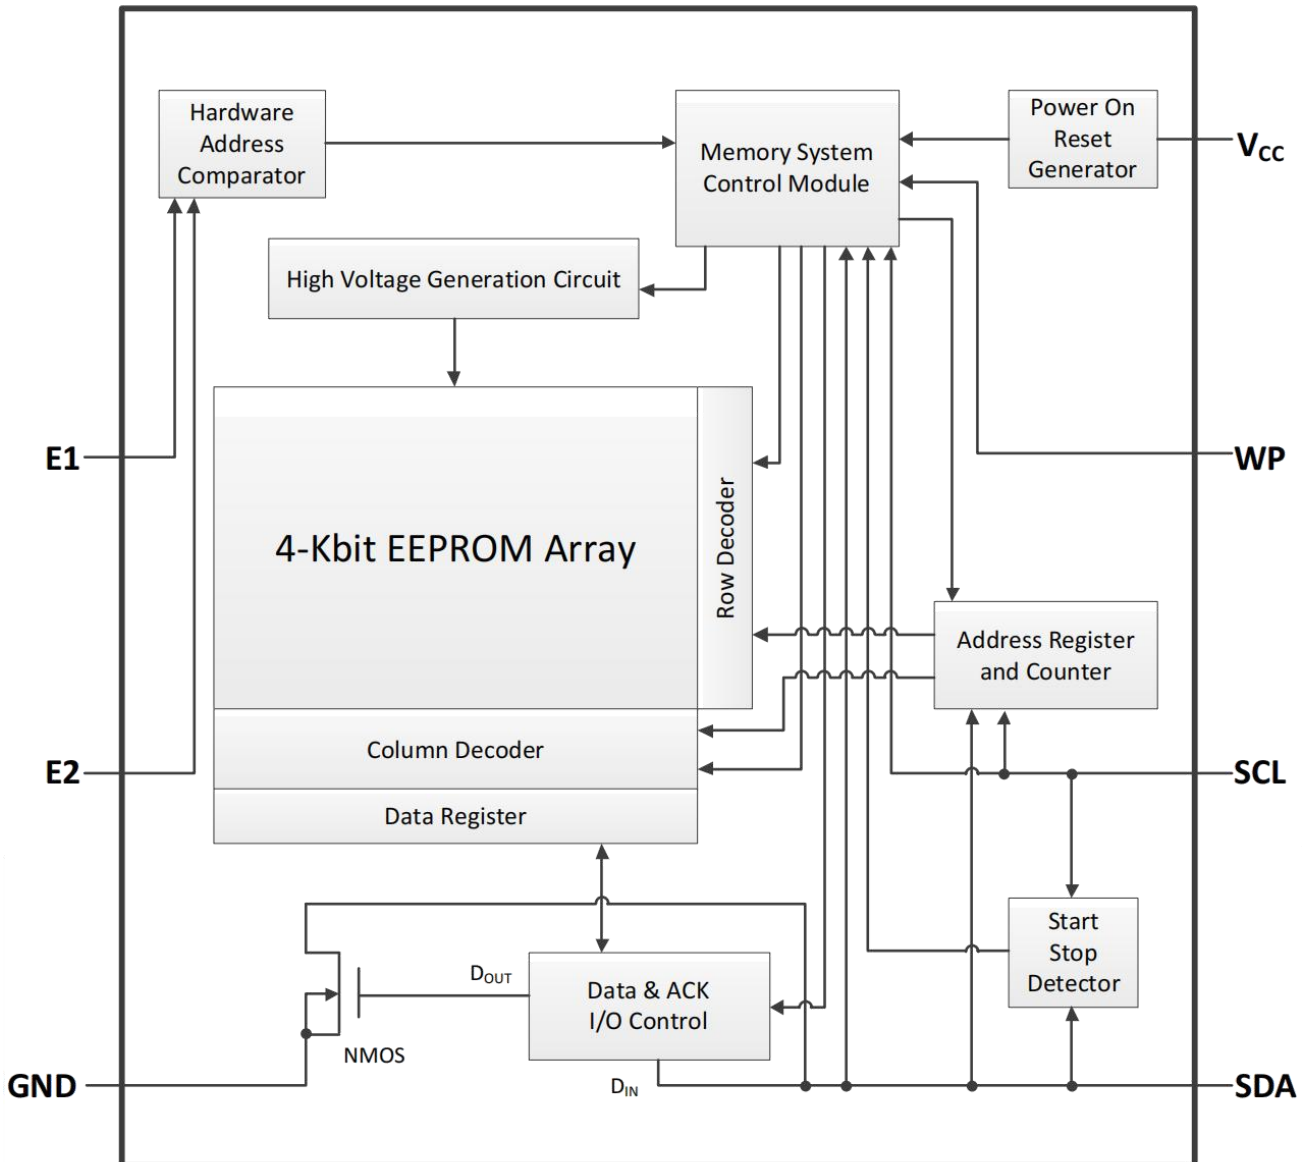 Hardware
Address
Comparator
Memory System
Control Module
Power On
Reset
Generator
VCC
High Voltage Generation Circuit
E1
WP
4-Kbit EEPROM Array
Row Decoder
Address Register
and Counter
Column Decoder
E2
SCL
Data Register
Start
Stop
Detector
DOUT
Data & ACK
I/O Control
NMOS
GND
DIN
SDA